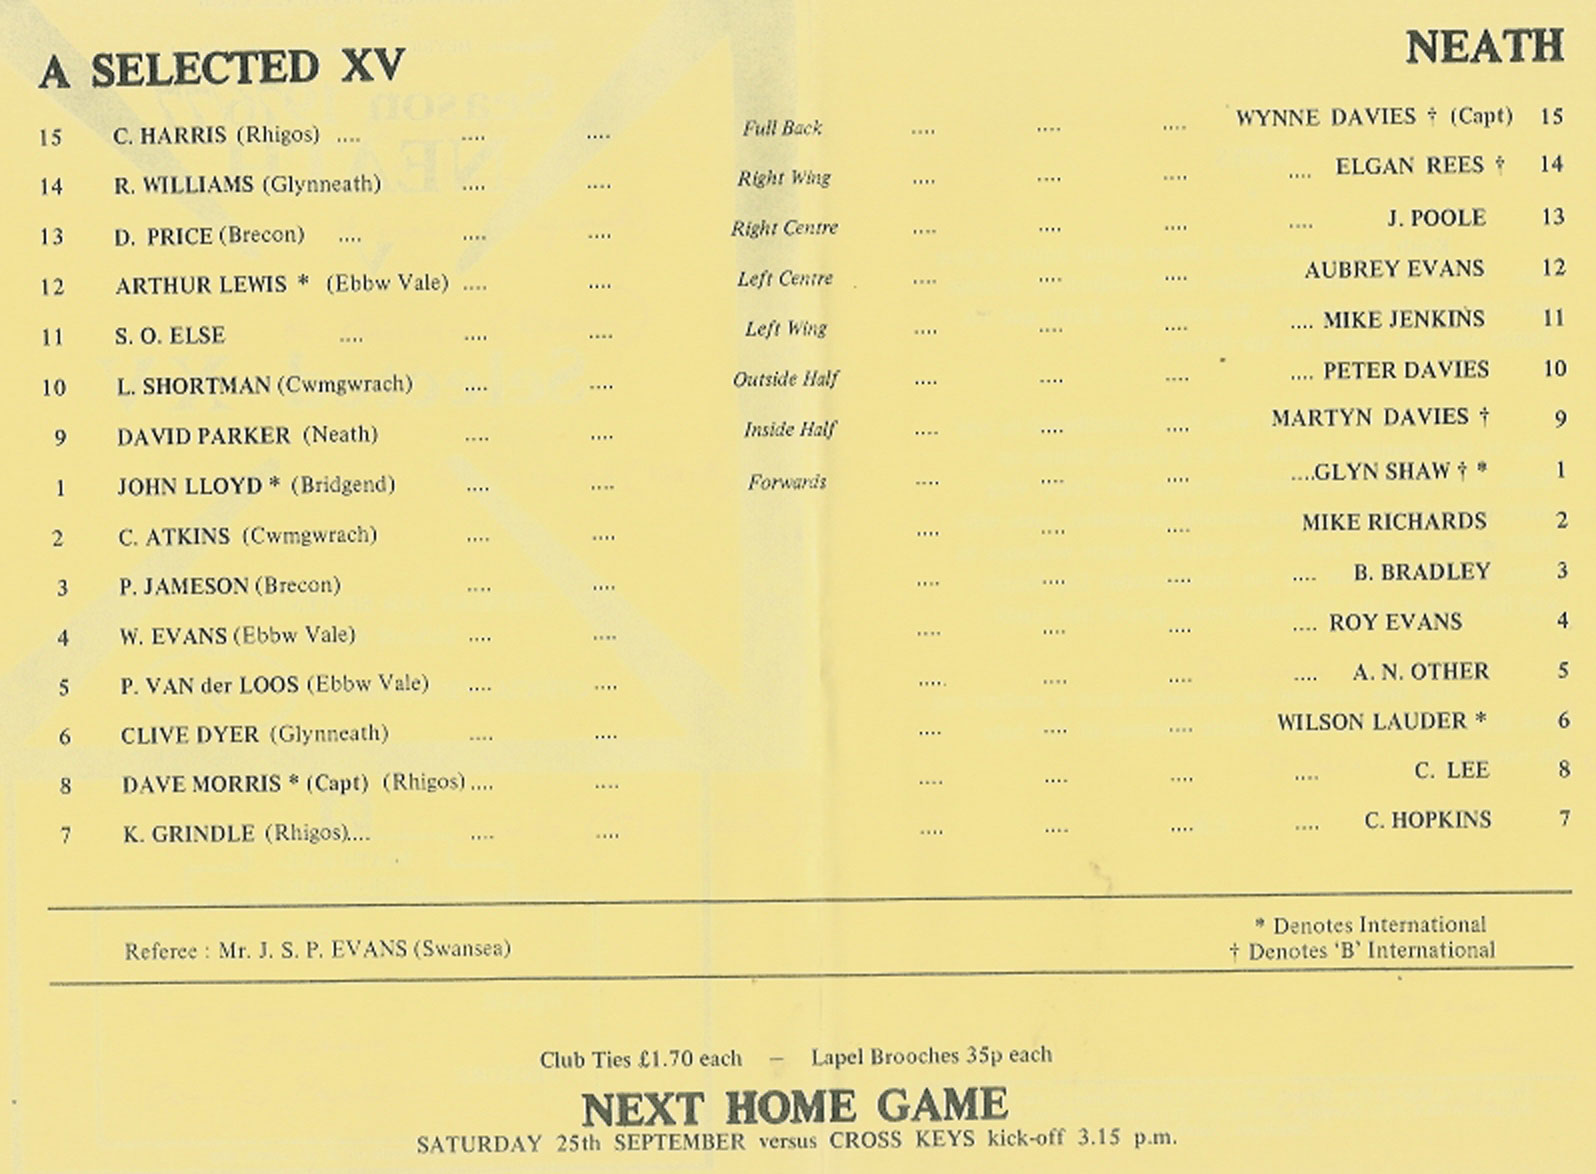 A SELECTED XV NEATH
15 C. HARRIS (Rhigos) .... .... .... Full Back .... .... .... WYNNE DAVIES † (Capt) 15
14 R. WILLIAMS (Glynneath) .... .... Right Wing .... .... .... .... ELGAN REES † 14
13 D. PRICE (Brecon) .... .... .... Right Centre .... .... .... .... J. POOLE 13
12 ARTHUR LEWIS * (Ebbw Vale) .... .... Left Centre .... .... .... AUBREY EVANS 12
11 S. O. ELSE .... .... .... Left Wing .... .... .... .... MIKE JENKINS 11
10 L. SHORTMAN (Cwmgwrach) .... .... Outside Half .... .... .... .... PETER DAVIES 10
9 DAVID PARKER (Neath) .... .... Inside Half .... .... .... MARTYN DAVIES † 9
1 JOHN LLOYD * (Bridgend) .... .... Forwards .... .... .... ....GLYN SHAW † * 1
2 C. ATKINS (Cwmgwrach) .... .... .... .... .... MIKE RICHARDS 2
3 P. JAMESON (Brecon) .... .... .... .... .... .... B. BRADLEY 3
4 W. EVANS (Ebbw Vale) .... .... .... .... .... .... ROY EVANS 4
5 P. VAN der LOOS (Ebbw Vale) .... .... .... .... .... .... A. N. OTHER 5
6 CLIVE DYER (Glynneath) .... .... .... .... .... WILSON LAUDER * 6
8 DAVE MORRIS * (Capt) (Rhigos) .... .... .... .... .... .... C. LEE 8
7 K. GRINDLE (Rhigos).... .... .... .... .... .... .... C. HOPKINS 7
* Denotes International
Referee : Mr. J. S. P. EVANS (Swansea) † Denotes ‘B’ International
Club Ties £1.70 each — Lapel Brooches 35p each
NEXT HOME GAME
SATURDAY 25th SEPTEMBER versus CROSS KEYS kick-off 3.15 p.m.